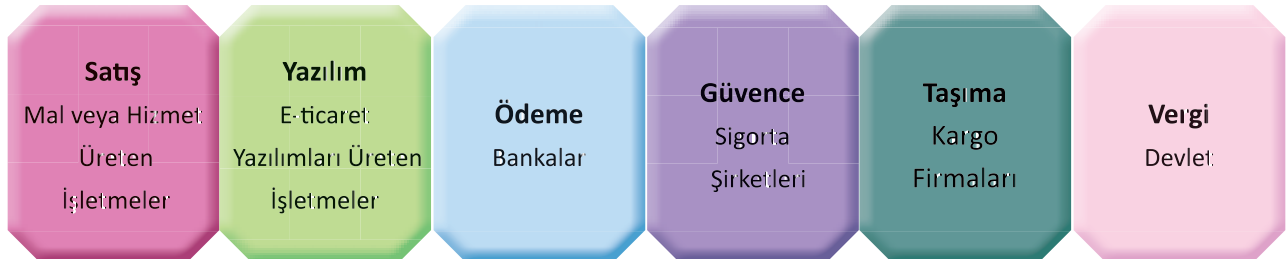 Satış
Mal veya Hizmet
Üreten
İşletmeler
Yazılım
E-ticaret
Yazılımları Üreten
İşletmeler
Ödeme
Bankalar
Güvence
Sigorta
Şirketleri
Taşıma
Kargo
Firmaları
Vergi
Devlet